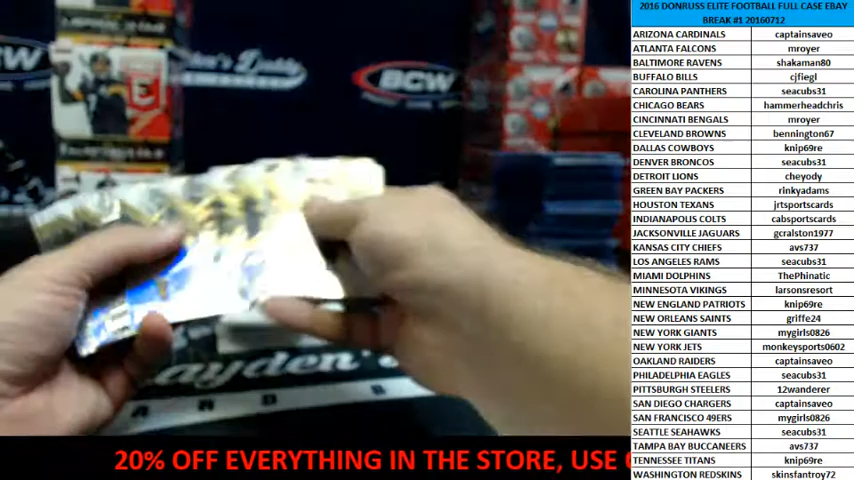 2016 DONRUSS ELITE FOOTBALL FULL CASE EBAY
BREAK #1 20160712
ARIZONA CARDINALS captainsaveo
ATLANTA FALCONS mroyer
BALTIMORE RAVENS shakaman80
BUFFALO BILLS cjfiegl
CAROLINA PANTHERS seacubs31
CHICAGO BEARS hammerheadchris
CINCINNATI BENGALS mroyer
CLEVELAND BROWNS bennington67
DALLAS COWBOYS knip69re
DENVER BRONCOS seacubs31
DETROIT LIONS cheyody
GREEN BAY PACKERS rinkyadams
HOUSTON TEXANS jrtsportscards
INDIANAPOLIS COLTS cabsportscards
JACKSONVILLE JAGUARS gcralston1977
KANSAS CITY CHIEFS avs737
LOS ANGELES RAMS seacubs31
MIAMI DOLPHINS ThePhinatic
MINNESOTA VIKINGS larsonsresort
NEW ENGLAND PATRIOTS knip69re
NEW ORLEANS SAINTS griffe24
NEW YORK GIANTS mygirls0826
NEW YORK JETS monkeysports0602
OAKLAND RAIDERS captainsaveo
PHILADELPHIA EAGLES seacubs31
PITTSBURGH STEELERS 12wanderer
SAN DIEGO CHARGERS captainsaveo
SAN FRANCISCO 49ERS mygirls0826
SEATTLE SEAHAWKS seacubs31
TAMPA BAY BUCCANEERS avs737
TENNESSEE TITANS knip69re
WASHINGTON REDSKINS skinsfantroy72
BCW
20% OFF EVERYTHING IN THE STORE, USE